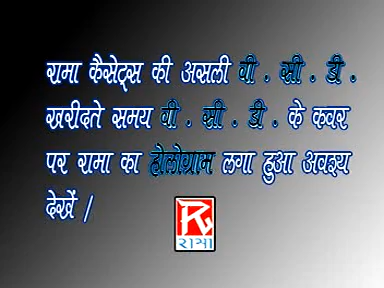 रामा कैसेट्स की असली वी . सी . डी .
खरीदते समय वी . सी . डी . के कवर
पर रामा का होलोग्राम लगा हुआ अवश्य
देखें /
रामा